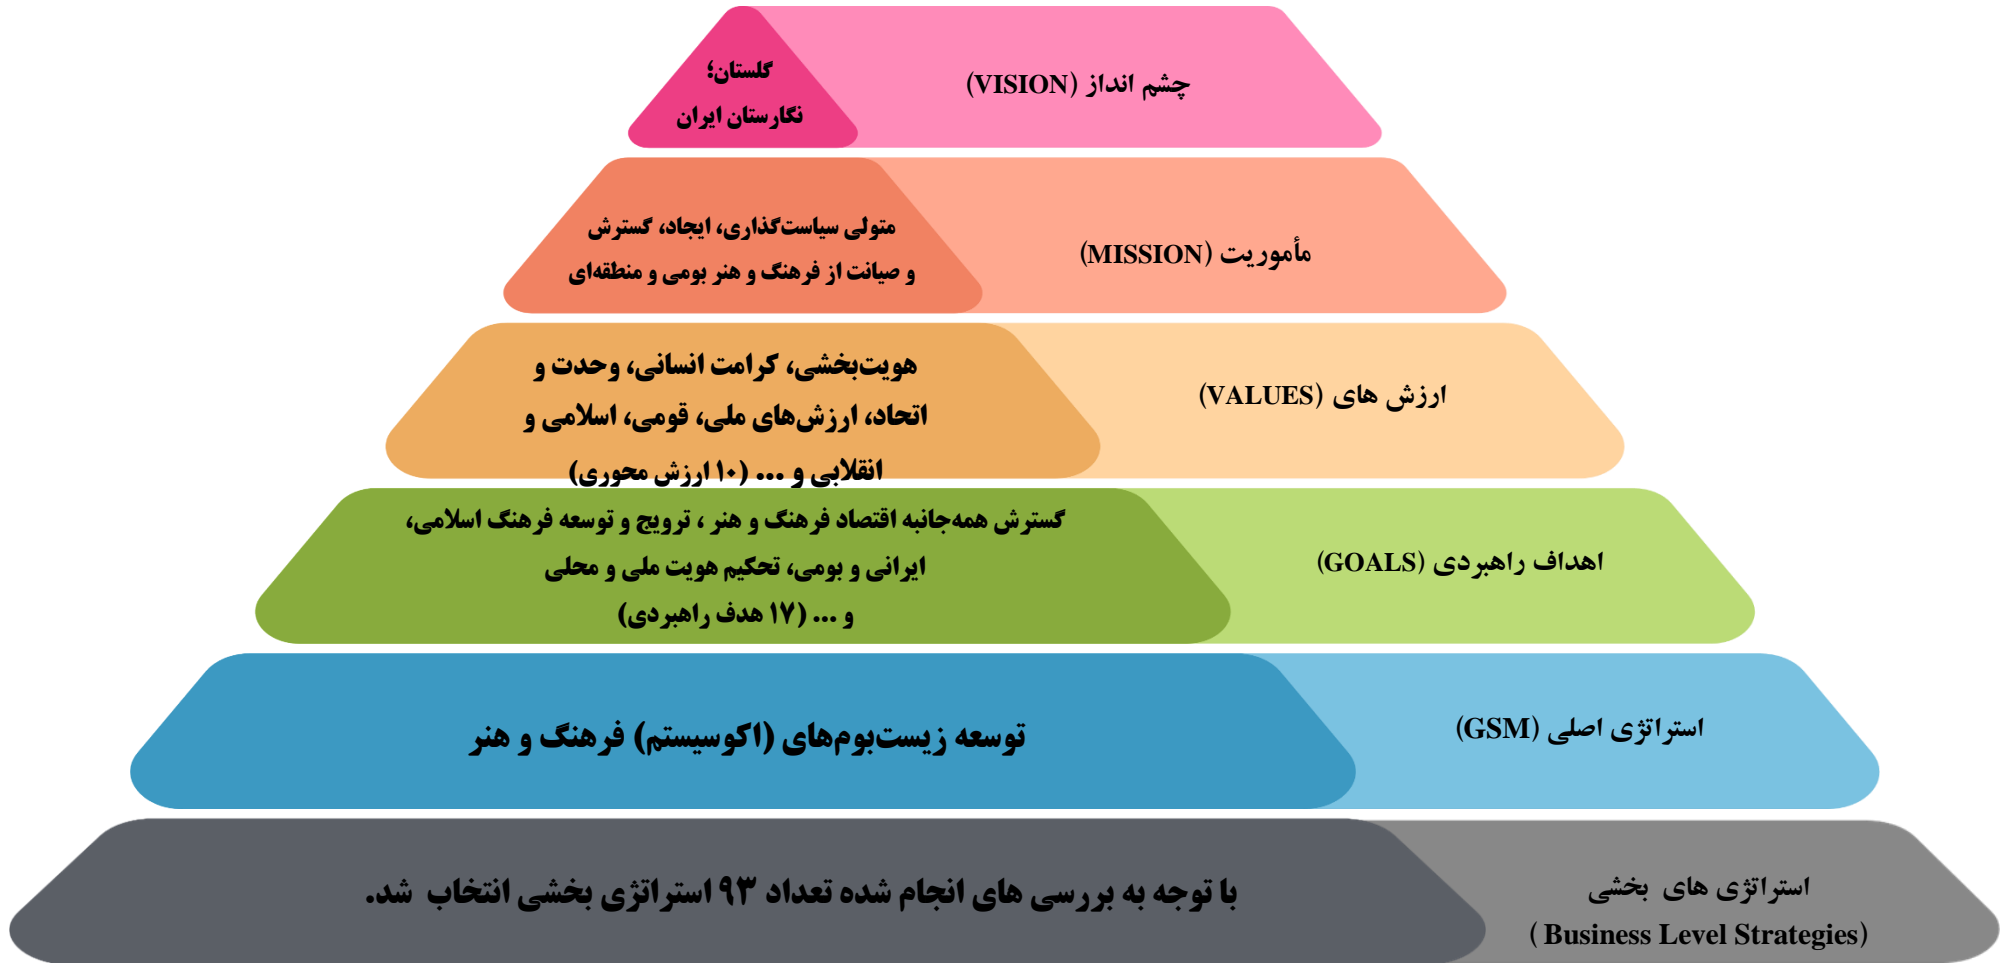 چشم انداز (VISION)
گلستان؛
نگارستان ایران
مأموریت (MISSION)
متولی سیاست‌گذاری، ایجاد، گسترش
و صیانت از فرهنگ و هنر بومی و منطقه‌ای
ارزش های (VALUES)
هویت‌بخشی، کرامت انسانی، وحدت و
اتحاد، ارزش‌های ملی، قومی، اسلامی و
انقلابی و ... (۱۰ ارزش محوری)
اهداف راهبردی (GOALS)
گسترش همه‌جانبه اقتصاد فرهنگ و هنر ، ترویج و توسعه فرهنگ اسلامی،
ایرانی و بومی، تحکیم هویت ملی و محلی
و ... (۱۷ هدف راهبردی)
استراتژی اصلی (GSM)
توسعه زیست‌بوم‌های (اکوسیستم) فرهنگ و هنر
استراتژی های بخشی
( Business Level Strategies)
با توجه به بررسی های انجام شده تعداد ۹۳ استراتژی بخشی انتخاب شد.